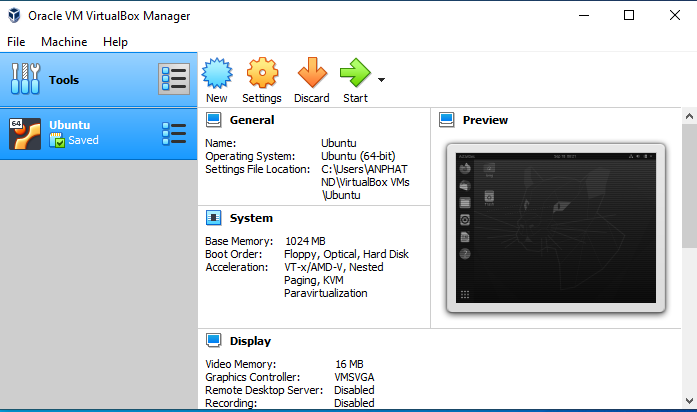 Oracle VM VirtualBox Manager
File Machine Help
Tools
New Settings Discard Start
64
Ubuntu
Saved
General
Name: Ubuntu
Operating System: Ubuntu (64-bit)
Settings File Location: C:\Users\ANPHAT
ND\VirtualBox VMs
\Ubuntu
Preview
System
Base Memory: 1024 MB
Boot Order: Floppy, Optical, Hard Disk
Acceleration: VT-x/AMD-V, Nested
Paging, KVM
Paravirtualization
Display
Video Memory: 16 MB
Graphics Controller: VMSVGA
Remote Desktop Server: Disabled
Recording: Disabled